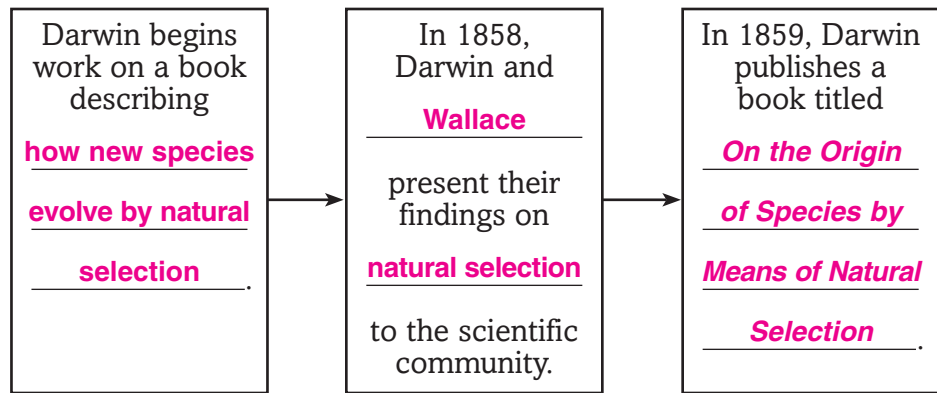 Darwin begins
work on a book
describing
how new species
evolve by natural
selection.
In 1858,
Darwin and
Wallace
present their
findings on
natural selection
to the scientific
community.
In 1859, Darwin
publishes a
book titled
On the Origin
of Species by
Means of Natural
Selection.